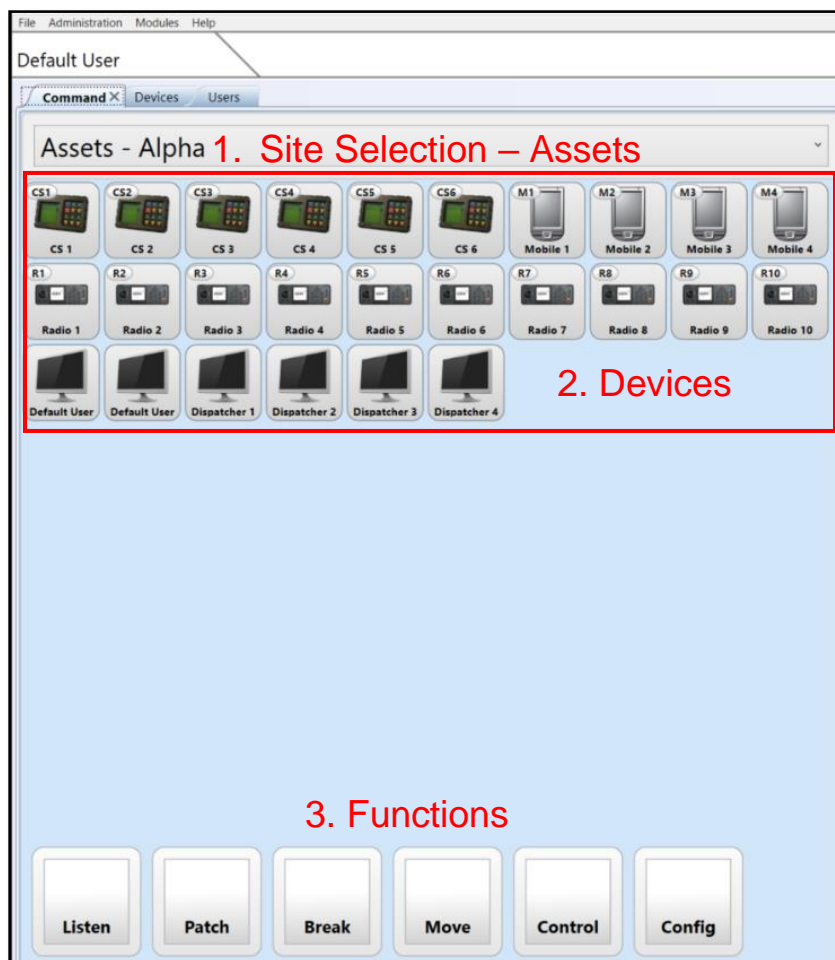 File Administration Modules Help
Default User
Command Devices Users
Assets - Alpha 1. Site Selection – Assets
CS1 CS2 CS3 CS4 CS5 CS6 M1 M2 M3 M4
CS 1 CS 2 CS 3 CS 4 CS 5 CS 6 Mobile 1 Mobile 2 Mobile 3 Mobile 4
R1 R2 R3 R4 R5 R6 R7 R8 R9 R10
Radio 1 Radio 2 Radio 3 Radio 4 Radio 5 Radio 6 Radio 7 Radio 8 Radio 9 Radio 10
2. Devices
Default User Default User Dispatcher 1 Dispatcher 2 Dispatcher 3 Dispatcher 4
3. Functions
Listen Patch Break Move Control Config